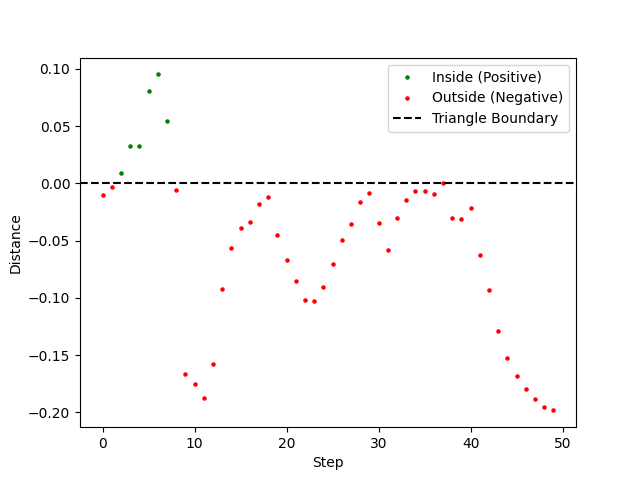 Inside (Positive)
Outside (Negative)
Triangle Boundary
0.10
0.05
0.00
−0.05
−0.10
−0.15
−0.20
Distance
0
10
20
30
40
50
Step